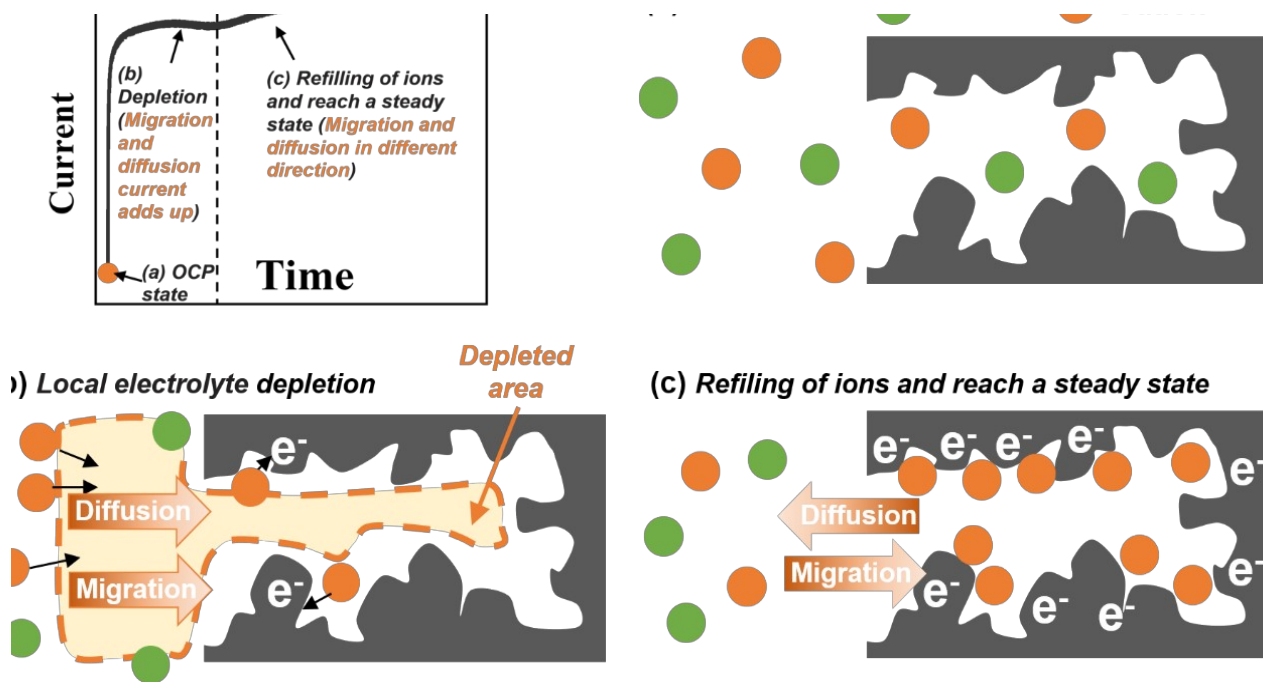 (b)
Depletion
(Migration
and
diffusion
current
adds up)
(c) Refilling of ions
and reach a steady
state (Migration and
diffusion in different
direction)
Current
(a) OCP
state
Time
) Local electrolyte depletion
Depleted
area
e-
Diffusion
Migration
e-
(c) Refiling of ions and reach a steady state
e-
e-
e-
e-
e-
Diffusion
Migration
e-
e-
e-
e-